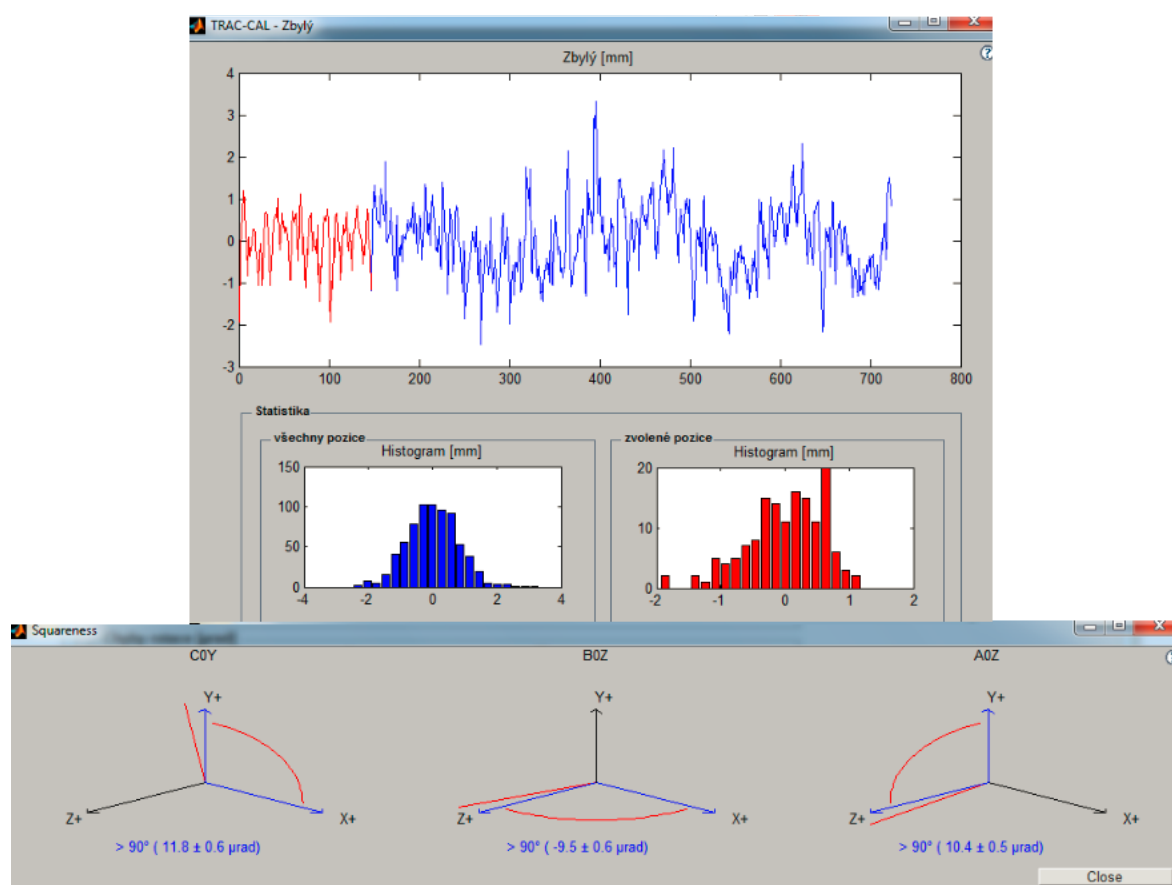 TRAC-CAL - Zbylý
Zbylý [mm]
4
3
2
1
0
-1
-2
-3
0 100 200 300 400 500 600 700 800
Statistika
všechny pozice
Histogram [mm]
150
100
50
0
-4 -2 0 2 4
zvolené pozice
Histogram [mm]
20
10
0
-2 -1 0 1 2
Squareness
C0Y B0Z A0Z
Y+ Y+ Y+
Z+ X+ Z+ X+ Z+ X+
> 90° ( 11.8 ± 0.6 µrad) > 90° ( -9.5 ± 0.6 µrad) > 90° ( 10.4 ± 0.5 µrad)
Close